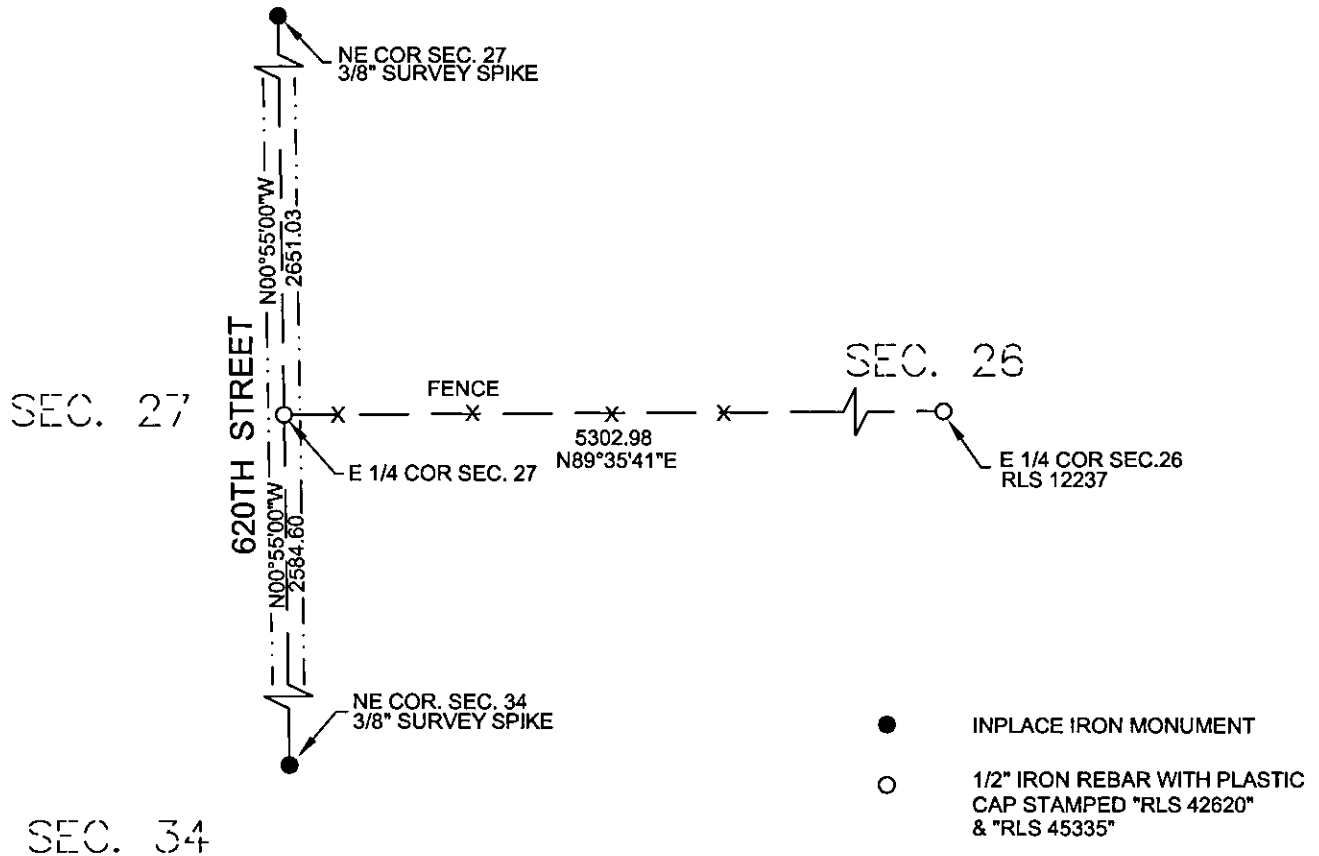 NE COR SEC. 27
3/8" SURVEY SPIKE
N00°55'00"W
2651.03
620TH STREET
SEC. 27
FENCE
SEC. 26
5302.98
N89°35'41"E
E 1/4 COR SEC. 27
E 1/4 COR SEC.26
RLS 12237
N00°55'00"W
2584.60
NE COR. SEC. 34
3/8" SURVEY SPIKE
INPLACE IRON MONUMENT
1/2" IRON REBAR WITH PLASTIC
CAP STAMPED "RLS 42620"
& "RLS 45335"
SEC. 34